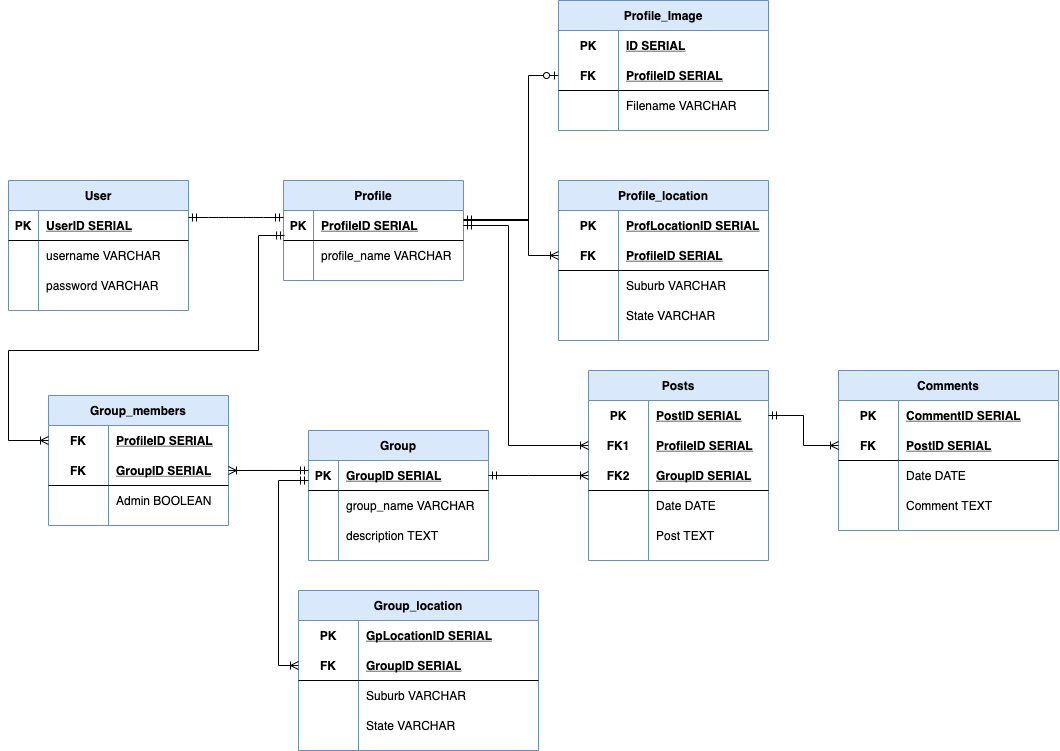 Profile_Image
PK ID SERIAL
FK ProfileID SERIAL
Filename VARCHAR
User
PK UserID SERIAL
username VARCHAR
password VARCHAR
Profile
PK ProfileID SERIAL
profile_name VARCHAR
Profile_location
PK ProfLocationID SERIAL
FK ProfileID SERIAL
Suburb VARCHAR
State VARCHAR
Group_members
FK ProfileID SERIAL
FK GroupID SERIAL
Admin BOOLEAN
Group
PK GroupID SERIAL
group_name VARCHAR
description TEXT
Posts
PK PostID SERIAL
FK1 ProfileID SERIAL
FK2 GroupID SERIAL
Date DATE
Post TEXT
Comments
PK CommentID SERIAL
FK PostID SERIAL
Date DATE
Comment TEXT
Group_location
PK GpLocationID SERIAL
FK GroupID SERIAL
Suburb VARCHAR
State VARCHAR